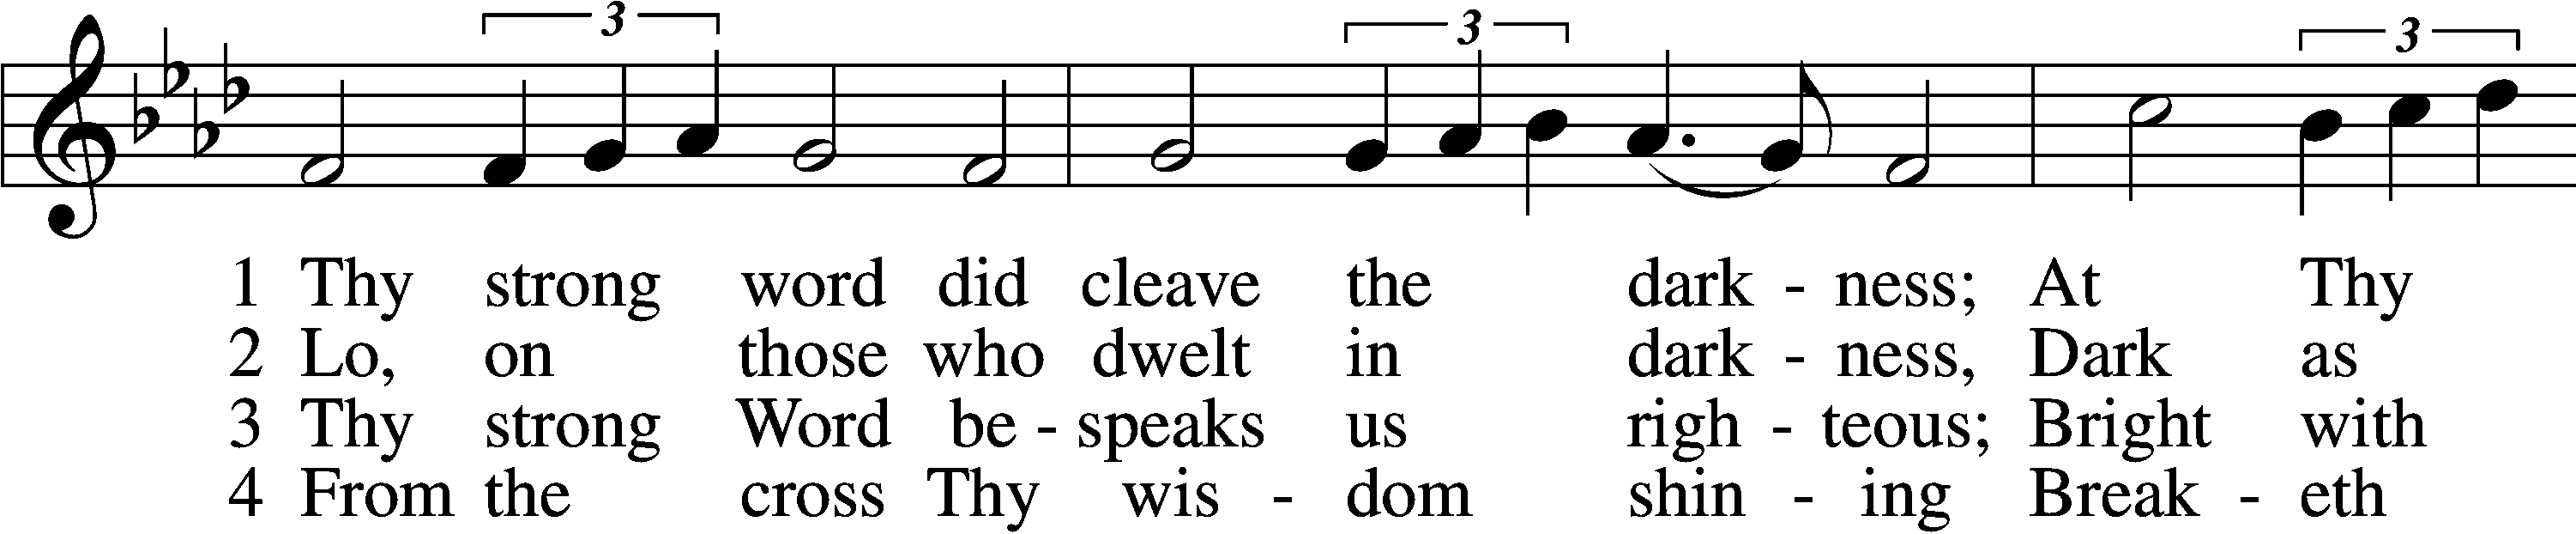 3 3 3
1 Thy strong word did cleave the dark - ness; At Thy
2 Lo, on those who dwelt in dark - ness, Dark as
3 Thy strong Word be - speaks us righ - teous; Bright with
4 From the cross Thy wis - dom shin - ing Break - eth